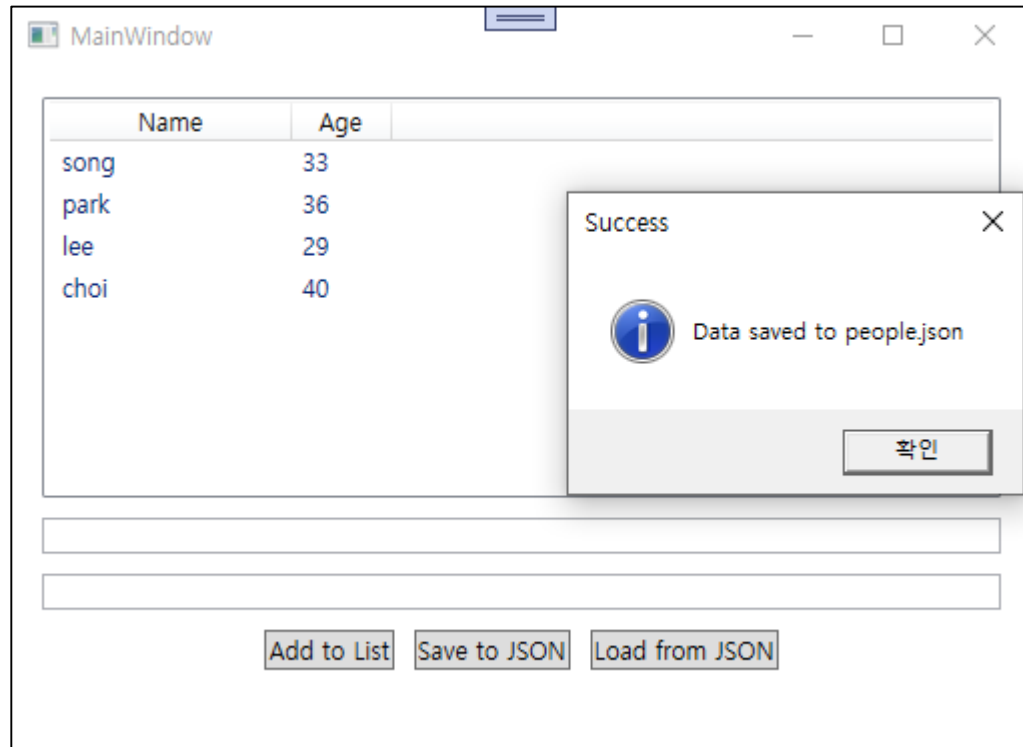 MainWindow
Name Age
song 33
park 36
lee 29
choi 40
Success
Data saved to people.json
확인
Add to List Save to JSON Load from JSON